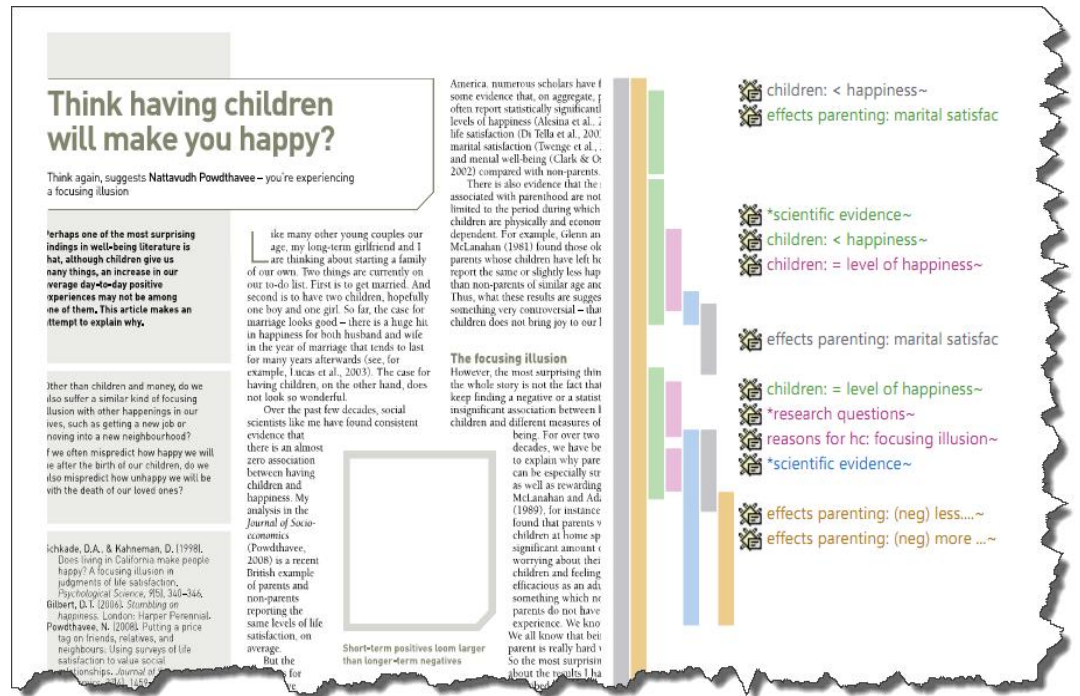 Think having children
will make you happy?
Think again, suggests Nattavudh Powdthavee – you're experiencing
a focusing illusion
Perhaps one of the most surprising
findings in well-being literature is
that, although children give us
many things, an increase in our
average day-to-day positive
experiences may not be among
one of them. This article makes an
attempt to explain why.
Other than children and money, do we
also suffer a similar kind of focusing
illusion with other happenings in our
lives, such as getting a new job or
moving into a new neighbourhood?
If we often mispredict how happy we will
be after the birth of our children, do we
also mispredict how unhappy we will be
with the death of our loved ones?
Schkade, D.A., & Kahneman, D. (1998).
Does living in California make people
happy? A focusing illusion in
judgments of life satisfaction.
Psychological Science, 9(5), 340–346.
Gilbert, D.T. (2006). Stumbling on
happiness. London: Harper Perennial.
Powdthavee, N. (2008). Putting a price
tag on friends, relatives, and
neighbours: Using surveys of life
satisfaction to value social
relationships. Journal of
Like many other young couples our
age, my long-term girlfriend and I
are thinking about starting a family
of our own. Two things are currently on
our to-do list. First is to get married. And
second is to have two children, hopefully
one boy and one girl. So far, the case for
marriage looks good – there is a huge hit
in happiness for both husband and wife
in the year of marriage that tends to last
for many years afterwards (see, for
example, Lucas et al., 2003). The case for
having children, on the other hand, does
not look so wonderful.
Over the past few decades, social
scientists like me have found consistent
evidence that
there is an almost
zero association
between having
children and
happiness. My
analysis in the
Journal of Socio-
economics
(Powdthavee,
2008) is a recent
British example
of parents and
non-parents
reporting the
same levels of life
satisfaction, on
average.
But the
for
Short-term positives loom larger
than longer-term negatives
America, numerous scholars have f
some evidence that, on aggregate, p
often report statistically significantl
levels of happiness (Alesina et al., 2
life satisfaction (Di Tella et al., 200
marital satisfaction (Twenge et al.,
and mental well-being (Clark & O
2002) compared with non-parents.
There is also evidence that the
associated with parenthood are not
limited to the period during which
children are physically and econom
dependent. For example, Glenn an
McLanahan (1981) found those old
parents whose children have left ho
report the same or slightly less hap
than non-parents of similar age and
Thus, what these results are sugges
something very controversial – that
children does not bring joy to our l
The focusing illusion
However, the most surprising thin
the whole story is not the fact that
keep finding a negative or a statist
insignificant association between h
children and different measures of
being. For over two
decades, we have be
to explain why pare
can be especially str
as well as rewarding
McLanahan and Ada
(1989), for instance
found that parents w
children at home sp
significant amount o
worrying about thei
children and feeling
efficacious as an adu
something which no
parents do not have
experience. We kno
We all know that bei
parent is really hard w
So the most surprisin
about the results I ha
children: < happiness~
effects parenting: marital satisfac
*scientific evidence~
children: < happiness~
children: = level of happiness~
effects parenting: marital satisfac
children: = level of happiness~
*research questions~
reasons for hc: focusing illusion~
*scientific evidence~
effects parenting: (neg) less....~
effects parenting: (neg) more ...~